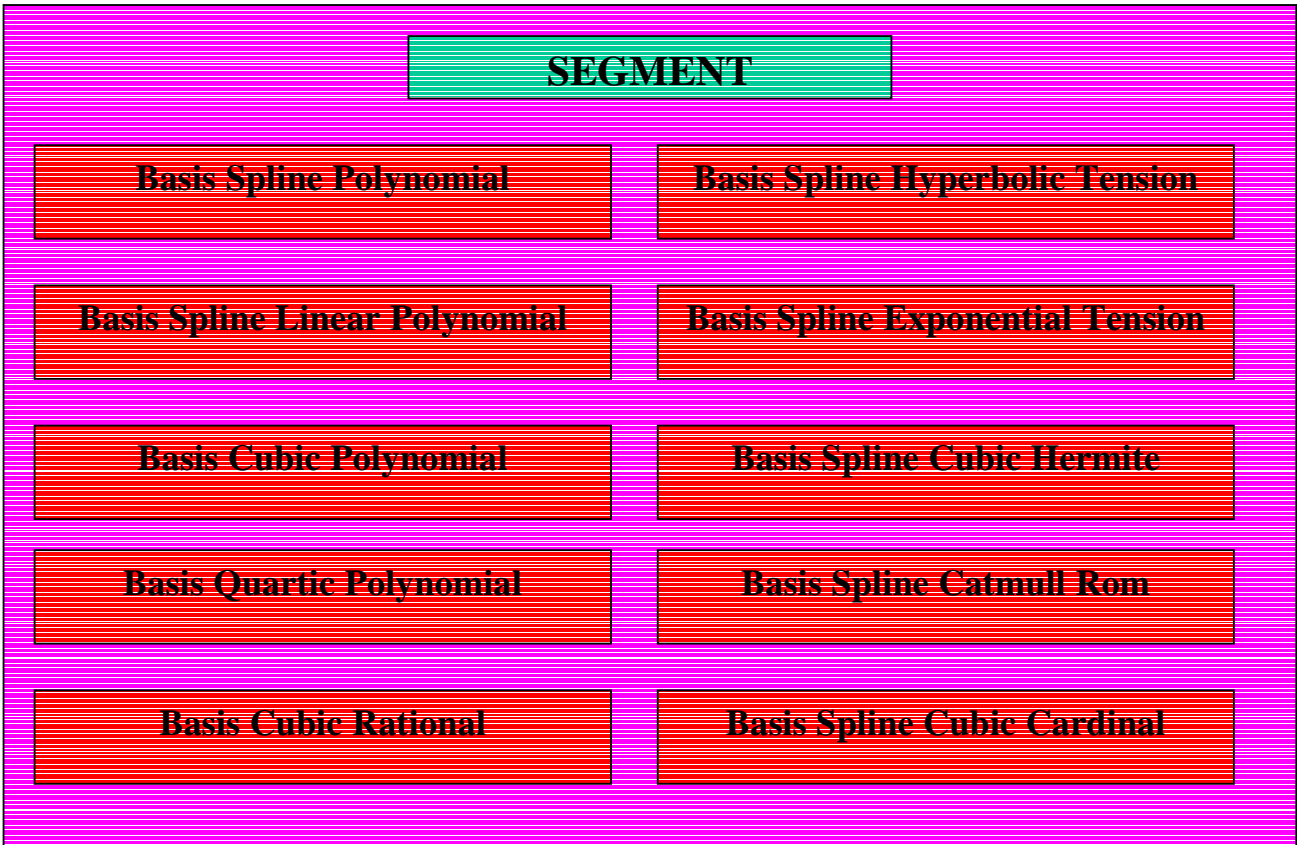 SEGMENT
Basis Spline Polynomial
Basis Spline Hyperbolic Tension
Basis Spline Linear Polynomial
Basis Spline Exponential Tension
Basis Cubic Polynomial
Basis Spline Cubic Hermite
Basis Quartic Polynomial
Basis Spline Catmull Rom
Basis Cubic Rational
Basis Spline Cubic Cardinal